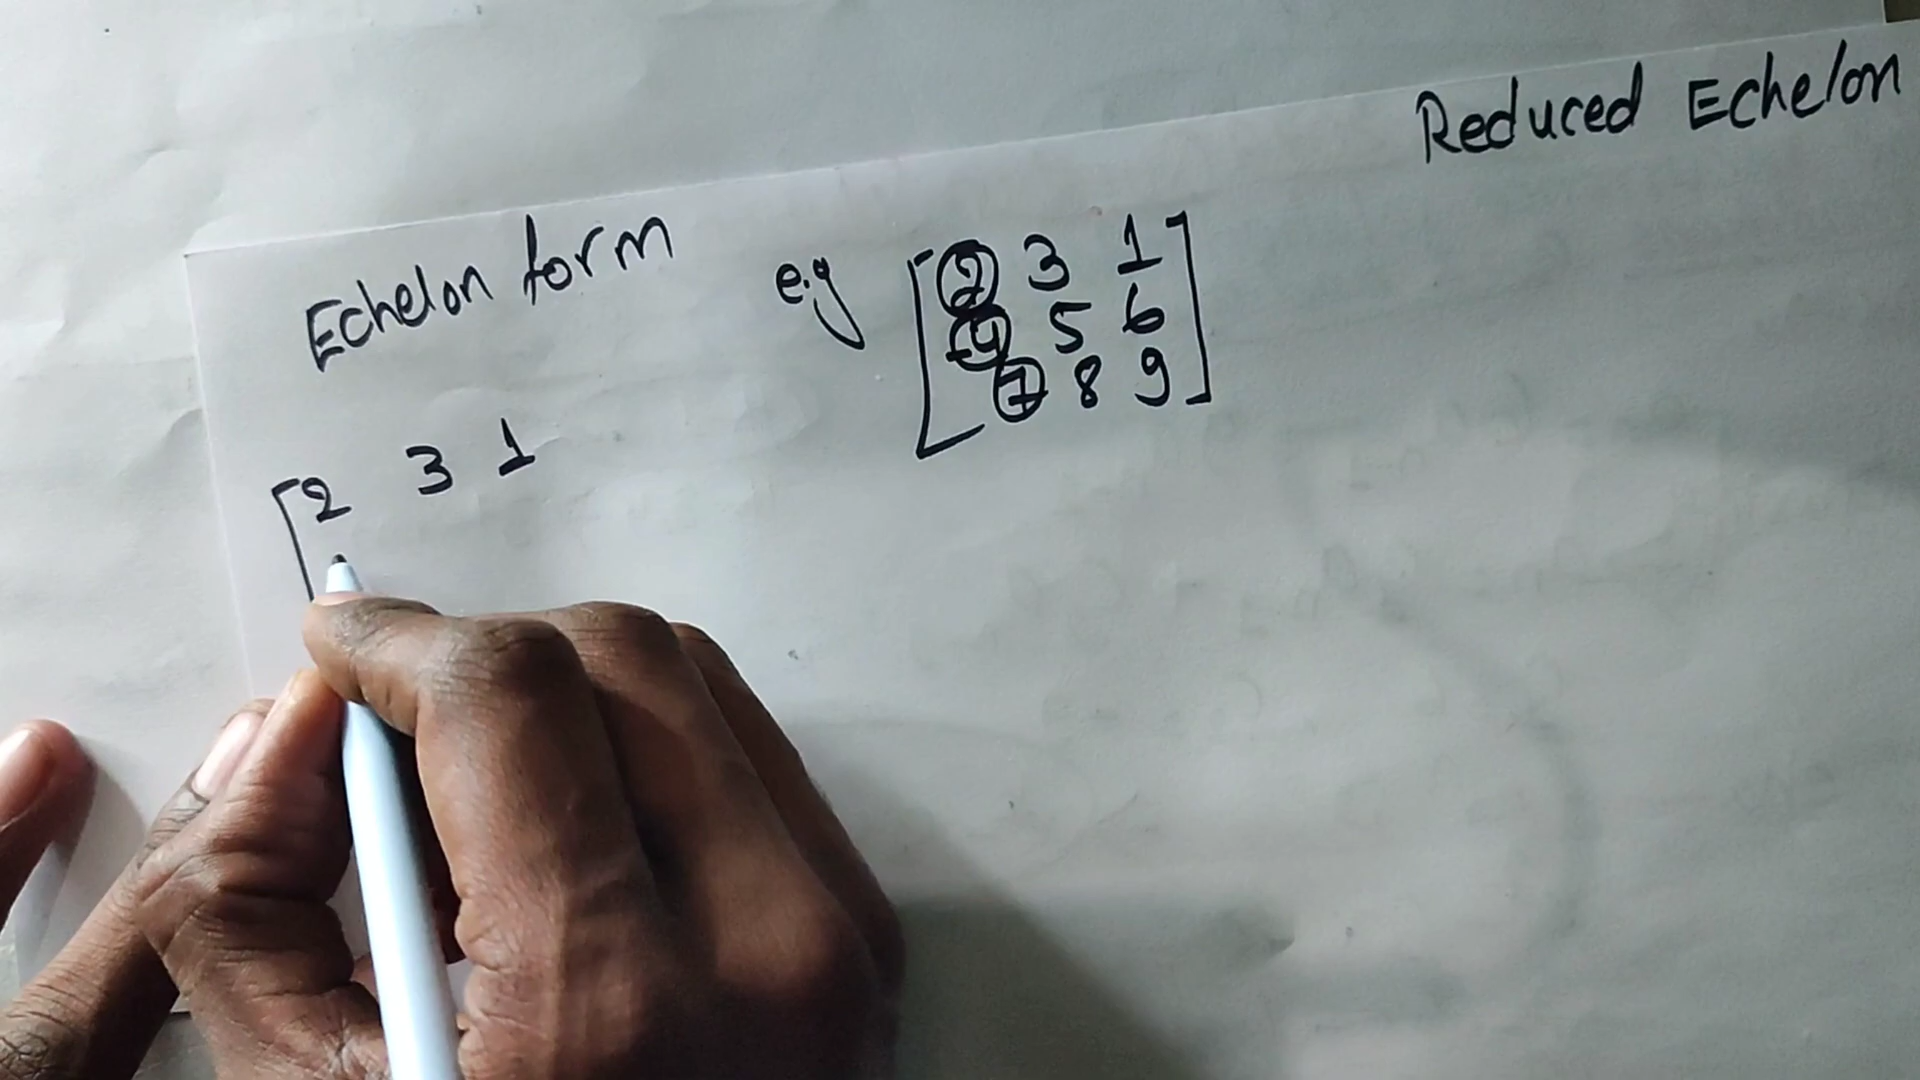 Reduced Echelon
Echelon form
e.g
2 3 1
4 5 6
7 8 9
2 3 1